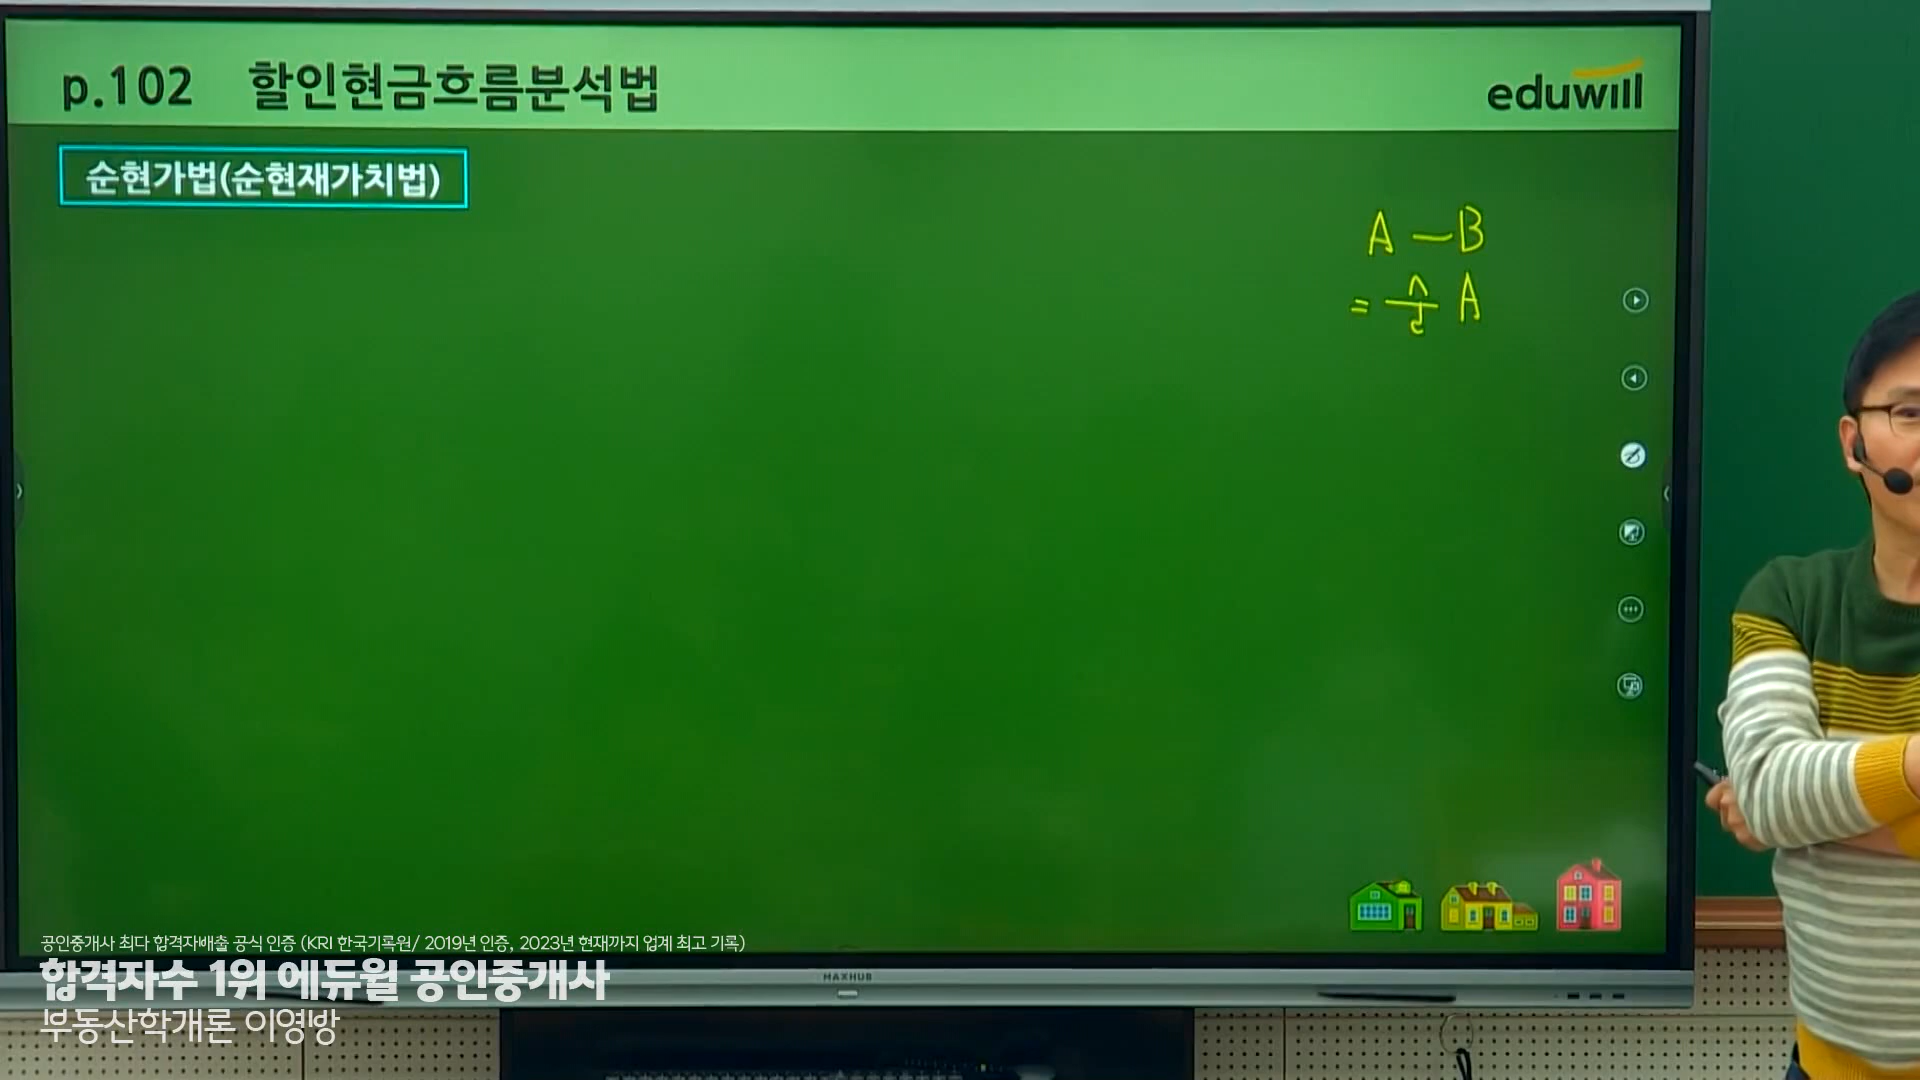 p.102 할인현금흐름분석법
eduwill
순현가법(순현재가치법)
A - B
= A
공인중개사 최다 합격자배출 공식 인증 (KRI 한국기록원/ 2019년 인증, 2023년 현재까지 업계 최고 기록)
합격자수 1위 에듀윌 공인중개사
부동산학개론 이영방
MAXHUB